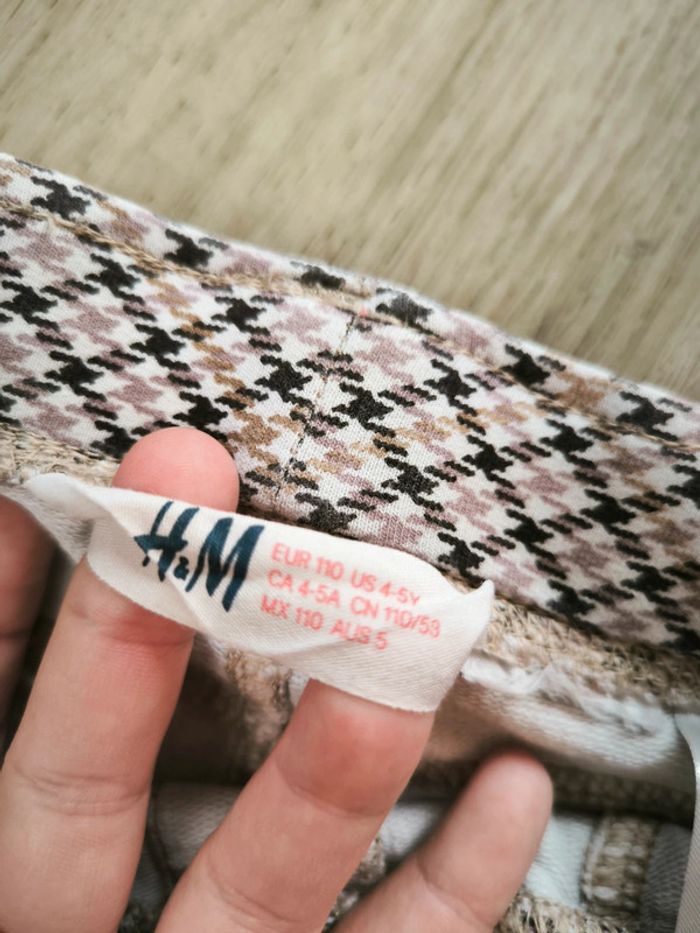 H&M
EUR 110 US 4-5Y
CA 4-5A CN 110/53
MX 110 AUS 5